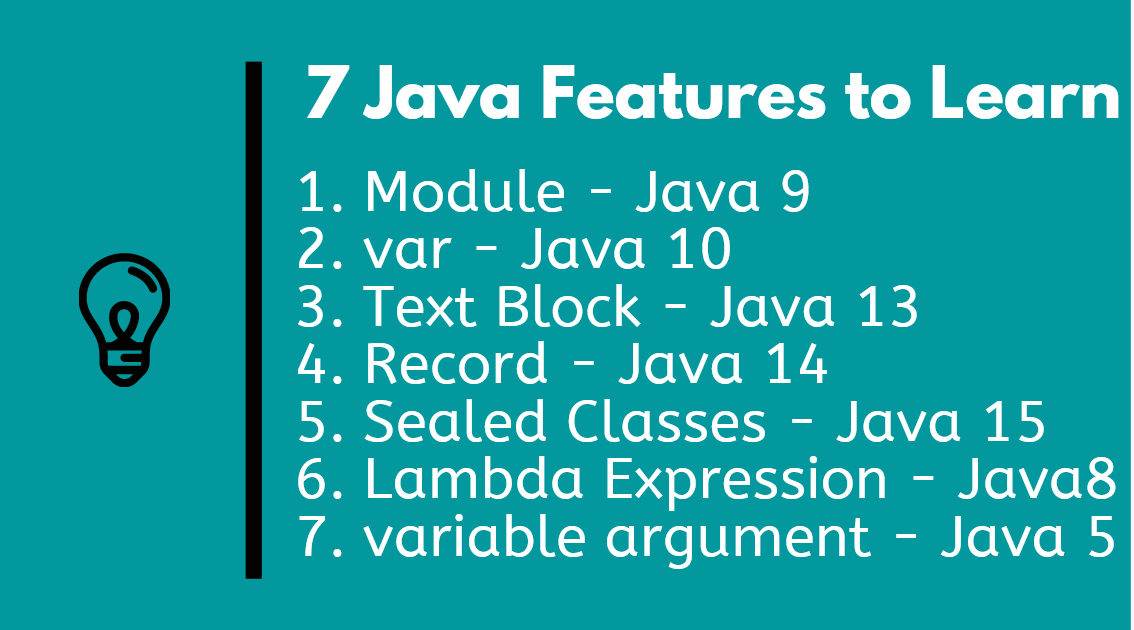 7 Java Features to Learn
1. Module - Java 9
2. var - Java 10
3. Text Block - Java 13
4. Record - Java 14
5. Sealed Classes - Java 15
6. Lambda Expression - Java8
7. variable argument - Java 5